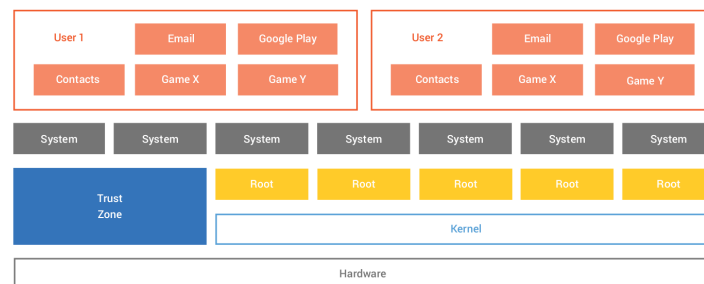 User 1
Email
Google Play
Contacts
Game X
Game Y
User 2
Email
Google Play
Contacts
Game X
Game Y
System
System
System
System
System
System
System
Trust
Zone
Root
Root
Root
Root
Root
Kernel
Hardware